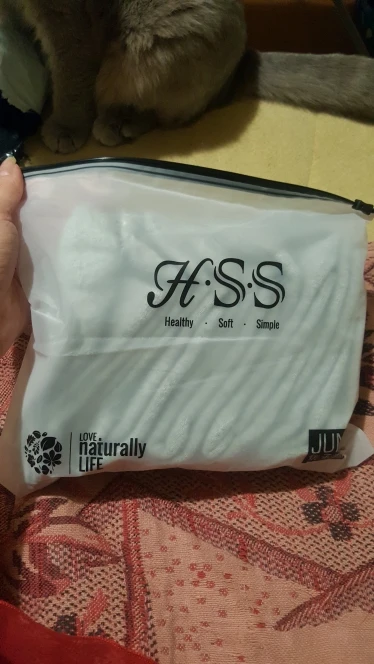 H·S·S
Healthy · Soft · Simple
LOVE
naturally
LIFE